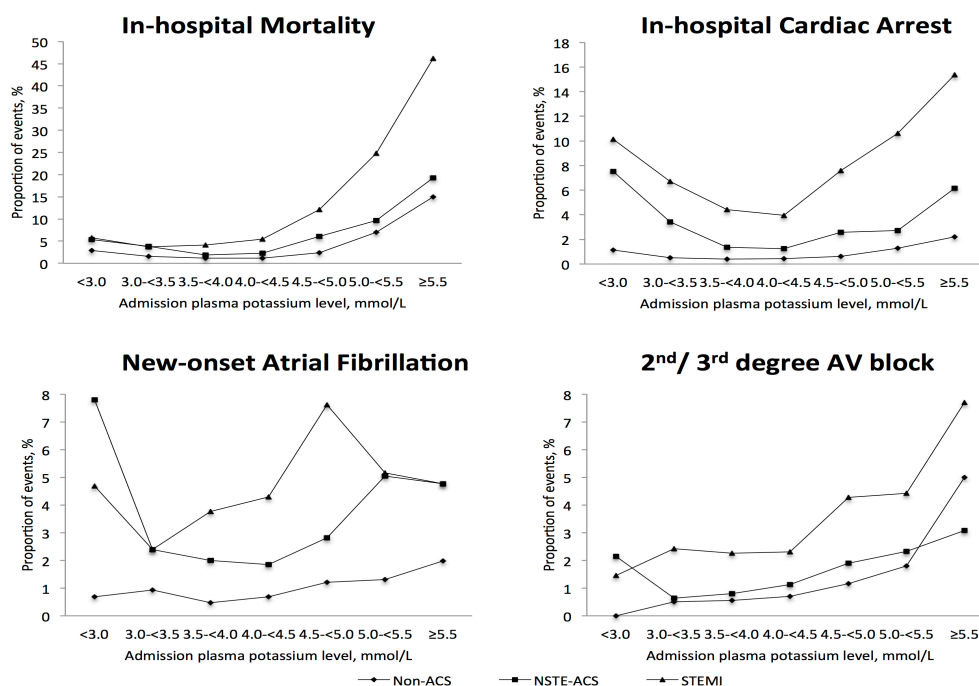 In-hospital Mortality
Proportion of events, %
50
45
40
35
30
25
20
15
10
5
0
<3.0 3.0-<3.5 3.5-<4.0 4.0-<4.5 4.5-<5.0 5.0-<5.5 ≥5.5
Admission plasma potassium level, mmol/L
In-hospital Cardiac Arrest
Proportion of events, %
18
16
14
12
10
8
6
4
2
0
<3.0 3.0-<3.5 3.5-<4.0 4.0-<4.5 4.5-<5.0 5.0-<5.5 ≥5.5
Admission plasma potassium level, mmol/L
New-onset Atrial Fibrillation
Proportion of events, %
8
7
6
5
4
3
2
1
0
<3.0 3.0-<3.5 3.5-<4.0 4.0-<4.5 4.5-<5.0 5.0-<5.5 ≥5.5
Admission plasma potassium level, mmol/L
2nd/ 3rd degree AV block
Proportion of events, %
8
7
6
5
4
3
2
1
0
<3.0 3.0-<3.5 3.5-<4.0 4.0-<4.5 4.5-<5.0 5.0-<5.5 ≥5.5
Admission plasma potassium level, mmol/L
Non-ACS NSTE-ACS STEMI